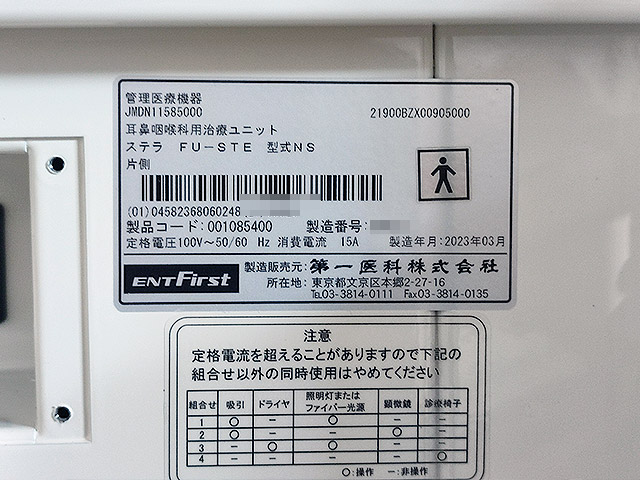 管理医療機器
JMDN11585000 21900BZX00905000
耳鼻咽喉科用治療ユニット
ステラ FU-STE 型式NS
片側
(01)04582368060248
製品コード:001085400 製造番号:
定格電圧100V～50/60 Hz 消費電流 15A 製造年月:2023年03月
ENTFirst 製造販売元:第一医科株式会社
所在地:東京都文京区本郷2-27-16
TEL03-3814-0111 Fax03-3814-0135
注意
定格電流を超えることがありますので下記の
組合せ以外の同時使用はやめてください
組合せ 吸引 ドライヤ 照明灯または ファイバー光源 顕微鏡 診療椅子
1 ○ － ○ － －
2 ○ － － ○ －
3 － ○ ○ － －
4 － － － － ○
○:操作 －:非操作